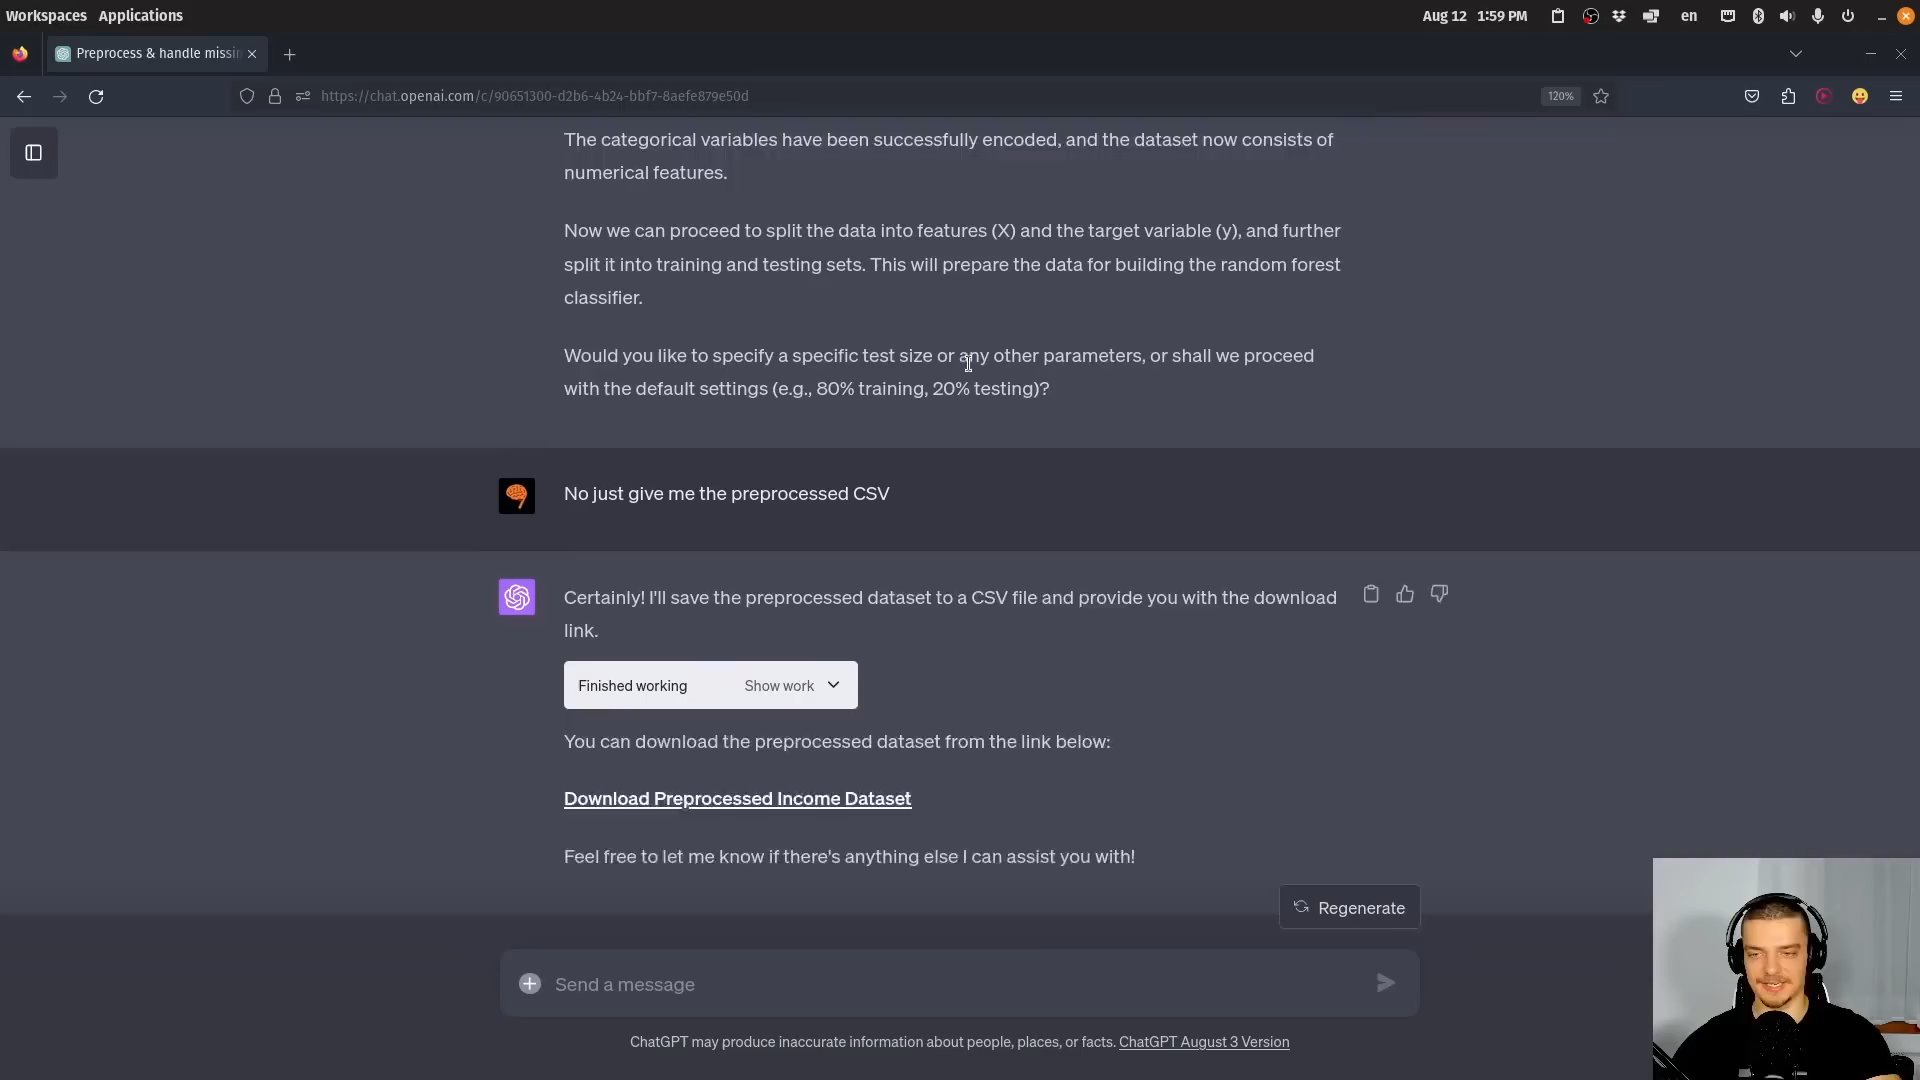 Workspaces Applications
Aug 12 1:59 PM
en
Preprocess & handle missin
https://chat.openai.com/c/90651300-d2b6-4b24-bbf7-8aefe879e50d
120%
The categorical variables have been successfully encoded, and the dataset now consists of
numerical features.
Now we can proceed to split the data into features (X) and the target variable (y), and further
split it into training and testing sets. This will prepare the data for building the random forest
classifier.
Would you like to specify a specific test size or any other parameters, or shall we proceed
with the default settings (e.g., 80% training, 20% testing)?
No just give me the preprocessed CSV
Certainly! I'll save the preprocessed dataset to a CSV file and provide you with the download
link.
Finished working Show work
You can download the preprocessed dataset from the link below:
Download Preprocessed Income Dataset
Feel free to let me know if there's anything else I can assist you with!
Regenerate
Send a message
ChatGPT may produce inaccurate information about people, places, or facts. ChatGPT August 3 Version